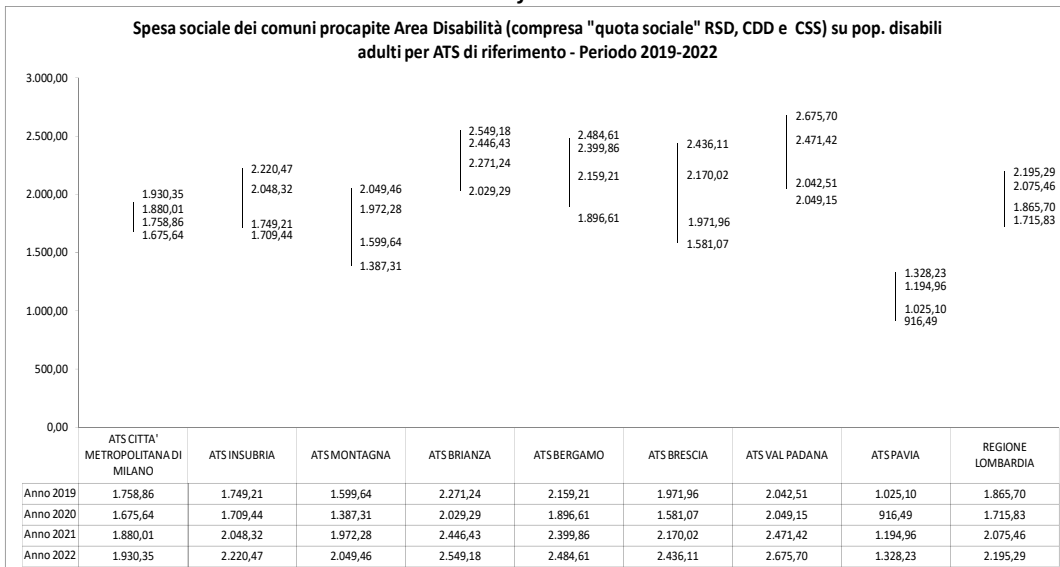 Spesa sociale dei comuni procapite Area Disabilità (compresa "quota sociale" RSD, CDD e CSS) su pop. disabili
adulti per ATS di riferimento - Periodo 2019-2022
3.000,00
2.500,00
2.000,00
1.500,00
1.000,00
500,00
0,00
1.930,35
1.880,01
1.758,86
1.675,64
2.220,47
2.048,32
1.749,21
1.709,44
2.049,46
1.972,28
1.599,64
1.387,31
2.549,18
2.446,43
2.271,24
2.029,29
2.484,61
2.399,86
2.159,21
1.896,61
2.436,11
2.170,02
1.971,96
1.581,07
2.675,70
2.471,42
2.042,51
2.049,15
1.328,23
1.194,96
1.025,10
916,49
2.195,29
2.075,46
1.865,70
1.715,83
ATS CITTA'
METROPOLITANA DI
MILANO
ATS INSUBRIA
ATS MONTAGNA
ATS BRIANZA
ATS BERGAMO
ATS BRESCIA
ATS VAL PADANA
ATS PAVIA
REGIONE
LOMBARDIA
Anno 2019 1.758,86 1.749,21 1.599,64 2.271,24 2.159,21 1.971,96 2.042,51 1.025,10 1.865,70
Anno 2020 1.675,64 1.709,44 1.387,31 2.029,29 1.896,61 1.581,07 2.049,15 916,49 1.715,83
Anno 2021 1.880,01 2.048,32 1.972,28 2.446,43 2.399,86 2.170,02 2.471,42 1.194,96 2.075,46
Anno 2022 1.930,35 2.220,47 2.049,46 2.549,18 2.484,61 2.436,11 2.675,70 1.328,23 2.195,29